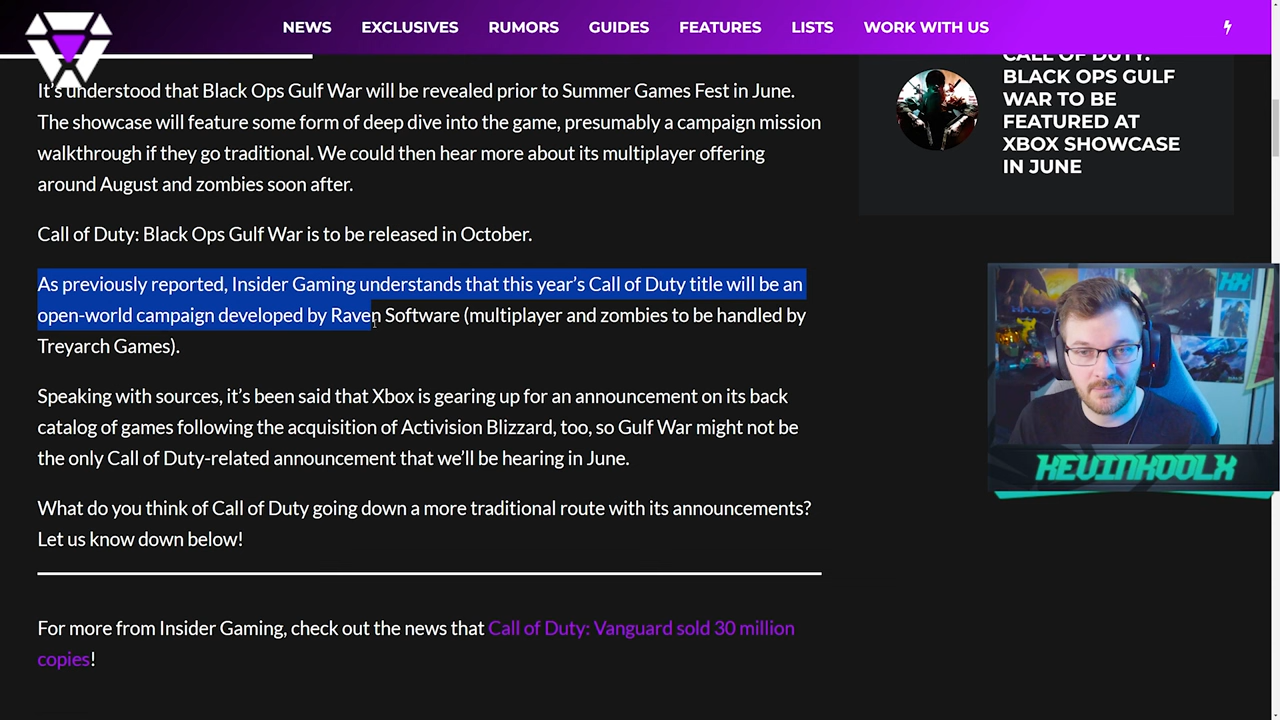 NEWS
EXCLUSIVES
RUMORS
GUIDES
FEATURES
LISTS
WORK WITH US
It's understood that Black Ops Gulf War will be revealed prior to Summer Games Fest in June.
The showcase will feature some form of deep dive into the game, presumably a campaign mission
walkthrough if they go traditional. We could then hear more about its multiplayer offering
around August and zombies soon after.
Call of Duty: Black Ops Gulf War is to be released in October.
As previously reported, Insider Gaming understands that this year's Call of Duty title will be an
open-world campaign developed by Raven Software (multiplayer and zombies to be handled by
Treyarch Games).
Speaking with sources, it's been said that Xbox is gearing up for an announcement on its back
catalog of games following the acquisition of Activision Blizzard, too, so Gulf War might not be
the only Call of Duty-related announcement that we'll be hearing in June.
What do you think of Call of Duty going down a more traditional route with its announcements?
Let us know down below!
For more from Insider Gaming, check out the news that Call of Duty: Vanguard sold 30 million
copies!
CALL OF DUTY:
BLACK OPS GULF
WAR TO BE
FEATURED AT
XBOX SHOWCASE
IN JUNE
KEVINKOOLX